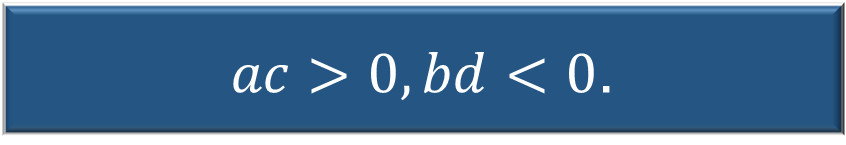 ac > 0, bd < 0.